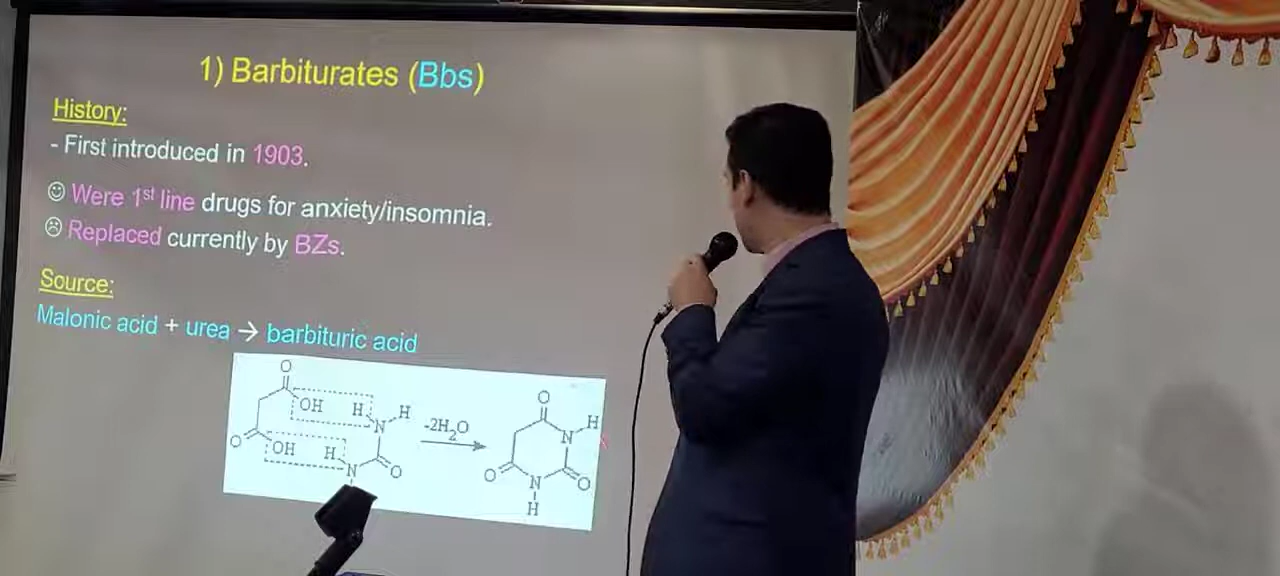 1) Barbiturates (Bbs)
History:
- First introduced in 1903.
☺ Were 1st line drugs for anxiety/insomnia.
☹ Replaced currently by BZs.
Source:
Malonic acid + urea → barbituric acid
O
OH H H
N
O
OH H
N O
-2H2O
O
H
N
O N O
H